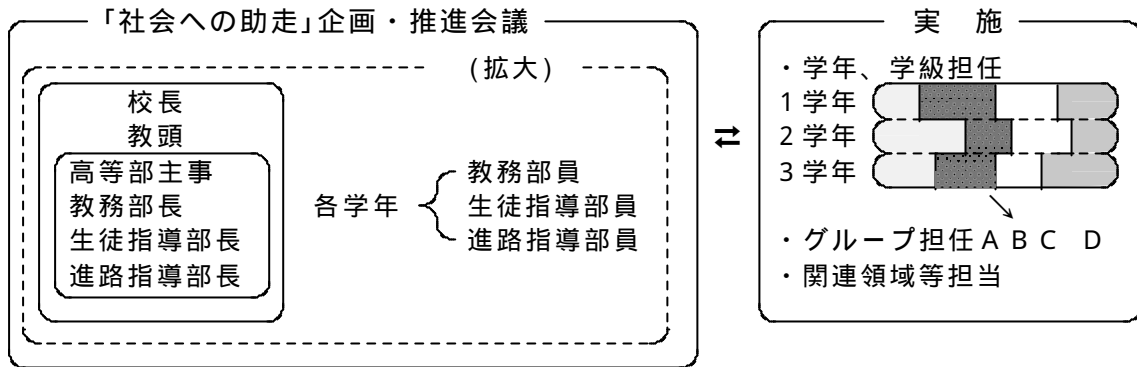 「社会への助走」企画・推進会議
(拡大)
校長
教頭
高等部主事
教務部長
生徒指導部長
進路指導部長
各学年
教務部員
生徒指導部員
進路指導部員
⇄
実 施
・学年、学級担任
1学年
2学年
3学年
・グループ担任 A B C D
・関連領域等担当